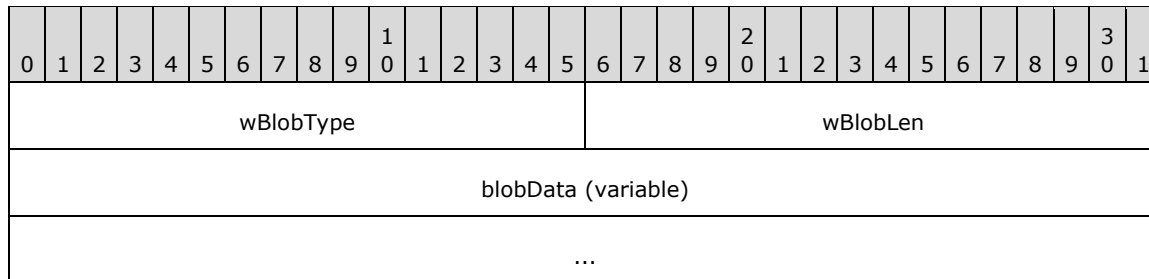 1 2 3
0 1 2 3 4 5 6 7 8 9 0 1 2 3 4 5 6 7 8 9 0 1 2 3 4 5 6 7 8 9 0 1
wBlobType wBlobLen
blobData (variable)
...